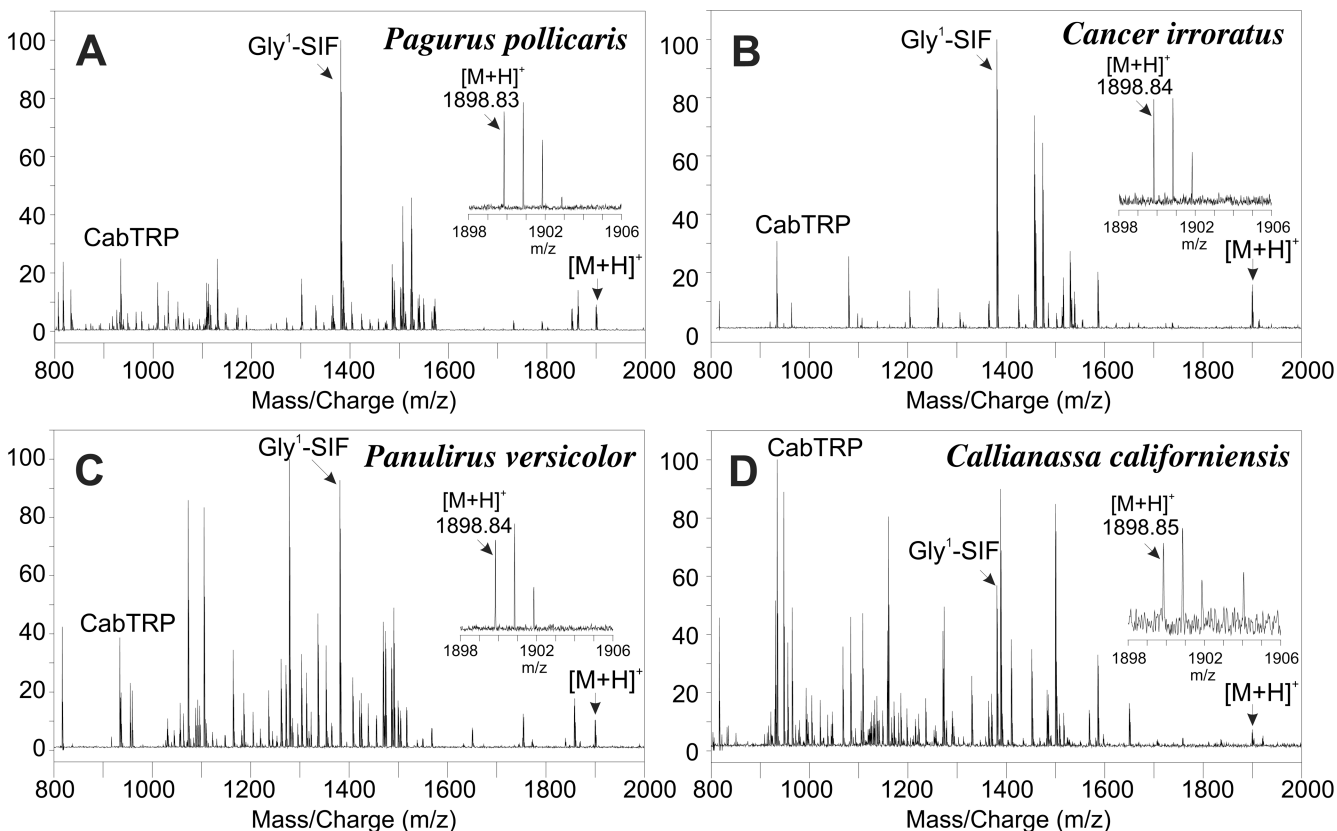 A
Pagurus pollicaris
Gly¹-SIF
CabTRP
[M+H]⁺
1898.83
1898 1902 1906
m/z
[M+H]⁺
100
80
60
40
20
0
800 1000 1200 1400 1600 1800 2000
Mass/Charge (m/z)
B
Cancer irroratus
Gly¹-SIF
CabTRP
[M+H]⁺
1898.84
1898 1902 1906
m/z
[M+H]⁺
100
80
60
40
20
0
800 1000 1200 1400 1600 1800 2000
Mass/Charge (m/z)
C
Panulirus versicolor
Gly¹-SIF
CabTRP
[M+H]⁺
1898.84
1898 1902 1906
m/z
[M+H]⁺
100
80
60
40
20
0
800 1000 1200 1400 1600 1800 2000
Mass/Charge (m/z)
D
Callianassa californiensis
CabTRP
Gly¹-SIF
[M+H]⁺
1898.85
1898 1902 1906
m/z
[M+H]⁺
100
80
60
40
20
0
800 1000 1200 1400 1600 1800 2000
Mass/Charge (m/z)